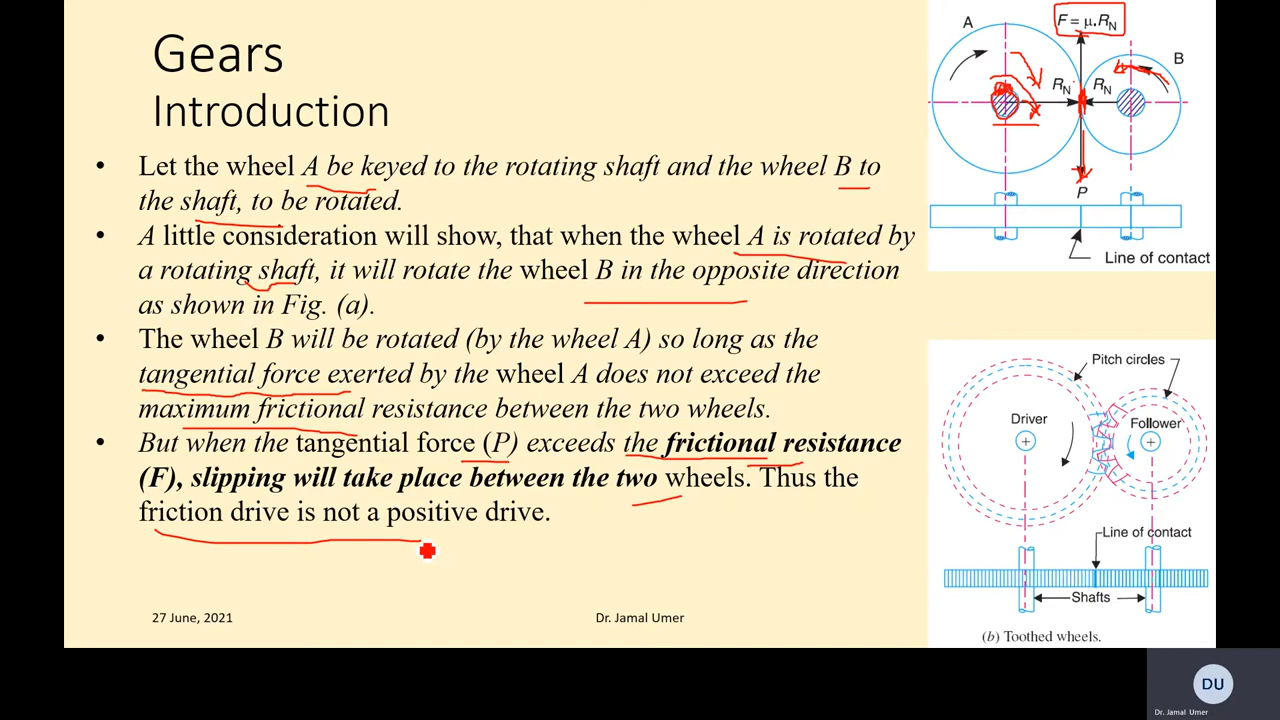 Gears
Introduction
• Let the wheel A be keyed to the rotating shaft and the wheel B to
the shaft, to be rotated.
• A little consideration will show, that when the wheel A is rotated by
a rotating shaft, it will rotate the wheel B in the opposite direction
as shown in Fig. (a).
• The wheel B will be rotated (by the wheel A) so long as the
tangential force exerted by the wheel A does not exceed the
maximum frictional resistance between the two wheels.
• But when the tangential force (P) exceeds the frictional resistance
(F), slipping will take place between the two wheels. Thus the
friction drive is not a positive drive.
27 June, 2021
Dr. Jamal Umer
A
F = μ.RN
B
RN
RN
P
Line of contact
Pitch circles
Driver
Follower
Line of contact
Shafts
(b) Toothed wheels.
DU
Dr. Jamal Umer